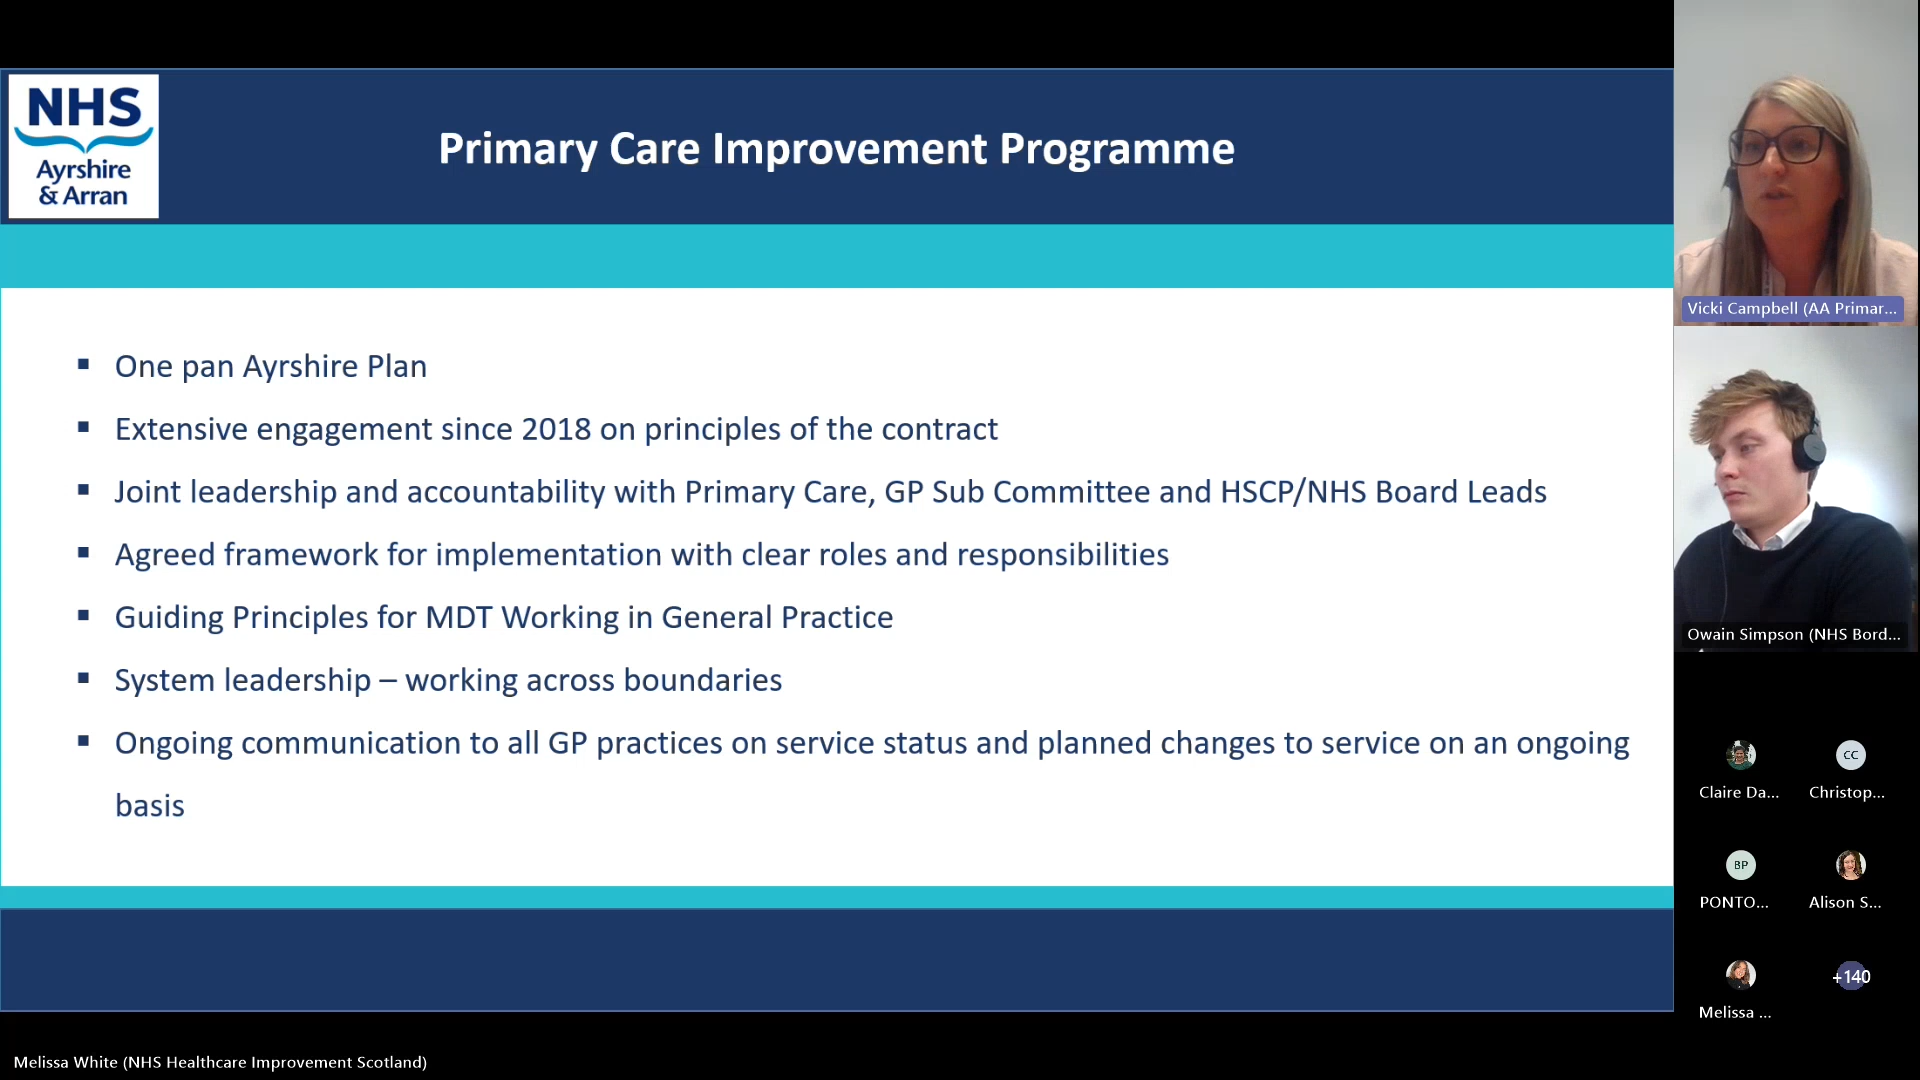 NHS
Ayrshire
& Arran
Primary Care Improvement Programme
▪ One pan Ayrshire Plan
▪ Extensive engagement since 2018 on principles of the contract
▪ Joint leadership and accountability with Primary Care, GP Sub Committee and HSCP/NHS Board Leads
▪ Agreed framework for implementation with clear roles and responsibilities
▪ Guiding Principles for MDT Working in General Practice
▪ System leadership – working across boundaries
▪ Ongoing communication to all GP practices on service status and planned changes to service on an ongoing
basis
Vicki Campbell (AA Primar...
Owain Simpson (NHS Bord...
Claire Da...
CC
Christop...
BP
PONTO...
Alison S...
Melissa ...
+140
Melissa White (NHS Healthcare Improvement Scotland)